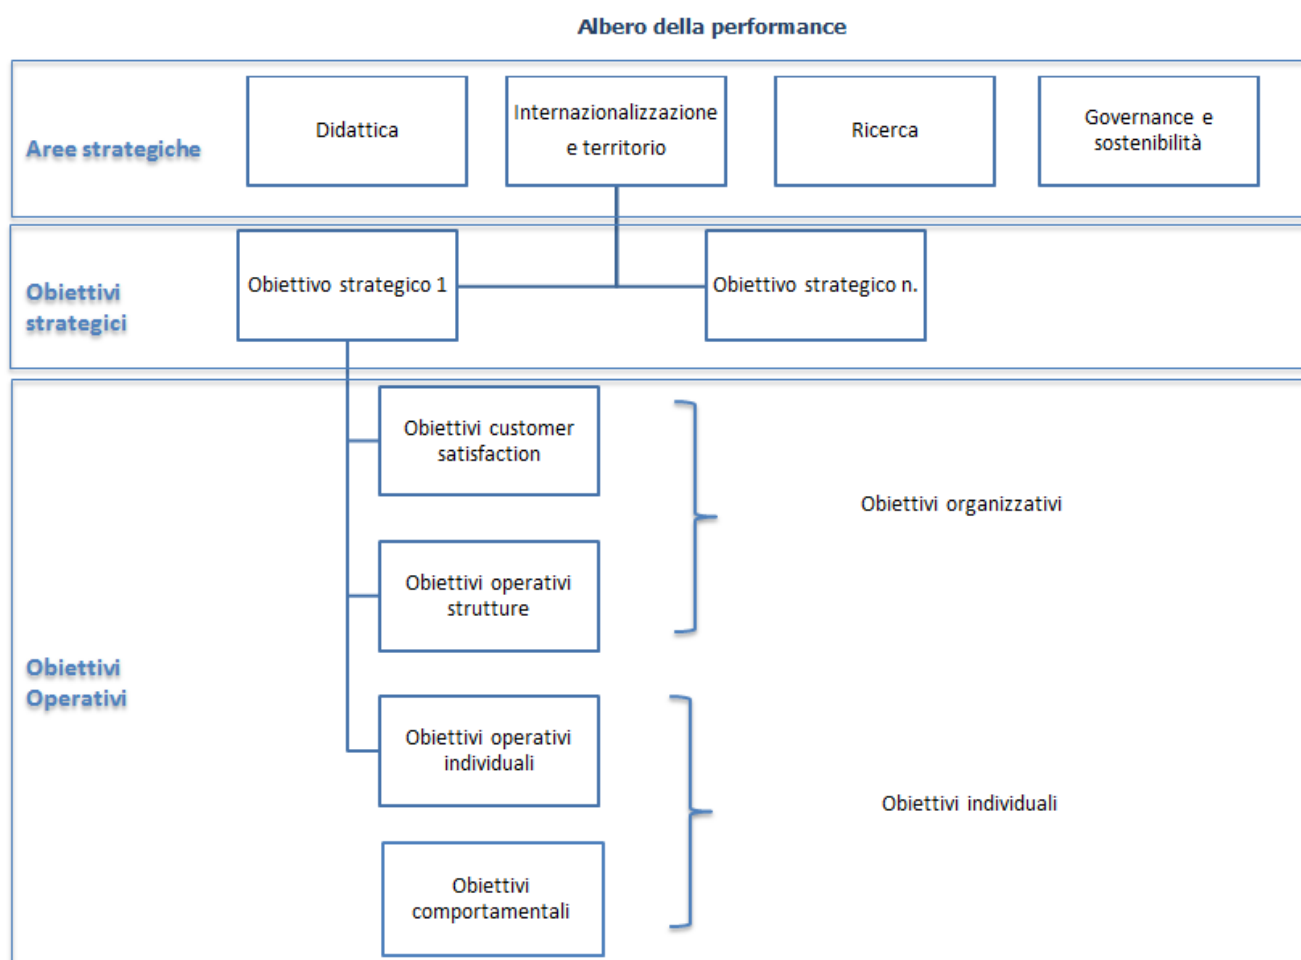 Albero della performance
Aree strategiche
Didattica
Internazionalizzazione
e territorio
Ricerca
Governance e
sostenibilità
Obiettivi
strategici
Obiettivo strategico 1
Obiettivo strategico n.
Obiettivi
Operativi
Obiettivi customer
satisfaction
Obiettivi operativi
strutture
Obiettivi organizzativi
Obiettivi operativi
individuali
Obiettivi
comportamentali
Obiettivi individuali